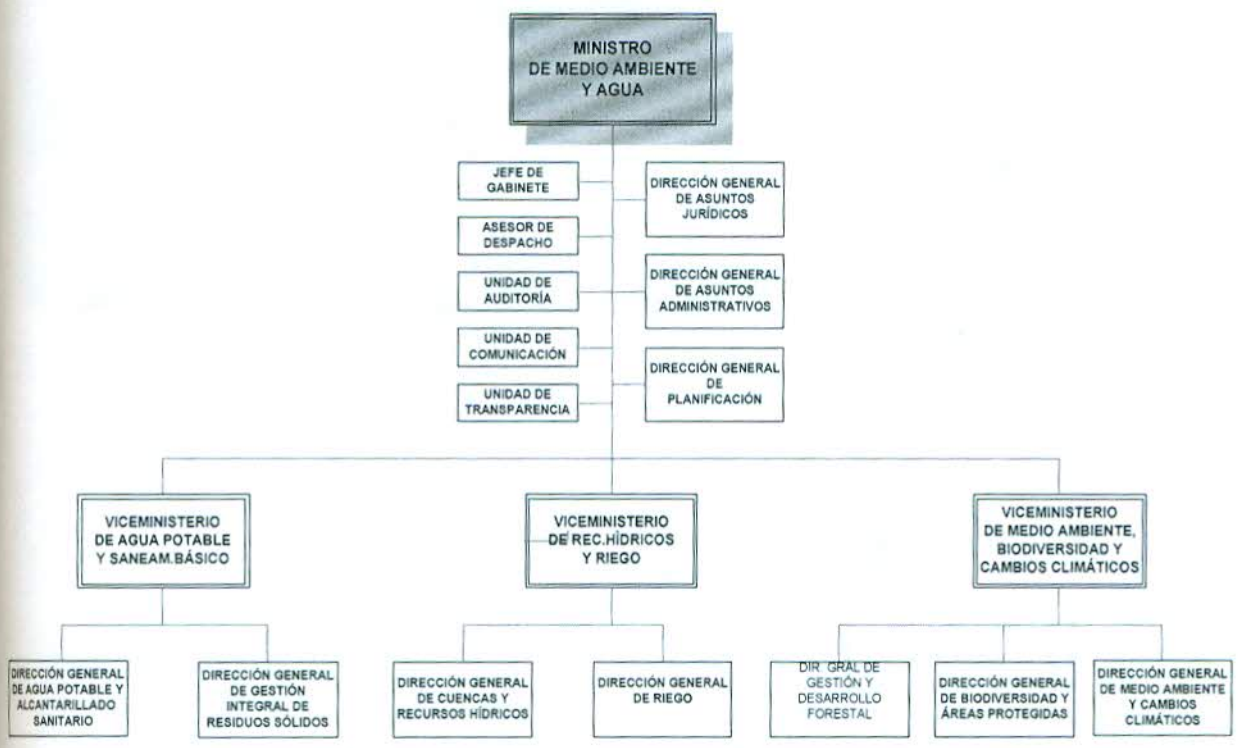 MINISTRO
DE MEDIO AMBIENTE
Y AGUA
JEFE DE
GABINETE
DIRECCIÓN GENERAL
DE ASUNTOS
JURÍDICOS
ASESOR DE
DESPACHO
UNIDAD DE
AUDITORÍA
DIRECCIÓN GENERAL
DE ASUNTOS
ADMINISTRATIVOS
UNIDAD DE
COMUNICACIÓN
DIRECCIÓN GENERAL
DE
PLANIFICACIÓN
UNIDAD DE
TRANSPARENCIA
VICEMINISTERIO
DE AGUA POTABLE
Y SANEAM.BÁSICO
VICEMINISTERIO
DE REC.HÍDRICOS
Y RIEGO
VICEMINISTERIO
DE MEDIO AMBIENTE,
BIODIVERSIDAD Y
CAMBIOS CLIMÁTICOS
DIRECCIÓN GENERAL
DE AGUA POTABLE Y
ALCANTARILLADO
SANITARIO
DIRECCIÓN GENERAL
DE GESTIÓN
INTEGRAL DE
RESIDUOS SÓLIDOS
DIRECCIÓN GENERAL
DE CUENCAS Y
RECURSOS HÍDRICOS
DIRECCIÓN GENERAL
DE RIEGO
DIR. GRAL DE
GESTIÓN Y
DESARROLLO
FORESTAL
DIRECCIÓN GENERAL
DE BIODIVERSIDAD Y
ÁREAS PROTEGIDAS
DIRECCIÓN GENERAL
DE MEDIO AMBIENTE
Y CAMBIOS
CLIMÁTICOS